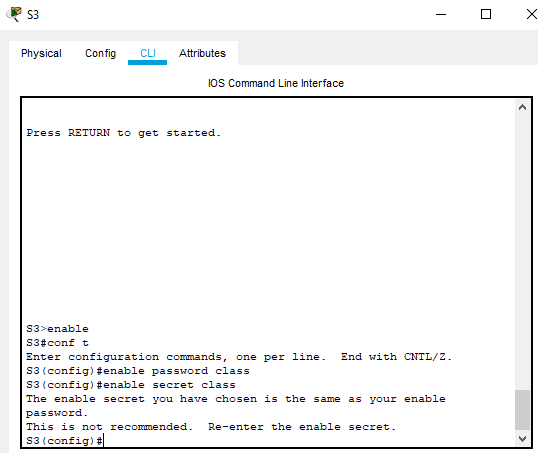 S3
Physical Config CLI Attributes
IOS Command Line Interface
Press RETURN to get started.
S3>enable
S3#conf t
Enter configuration commands, one per line.  End with CNTL/Z.
S3(config)#enable password class
S3(config)#enable secret class
The enable secret you have chosen is the same as your enable
password.
This is not recommended.  Re-enter the enable secret.
S3(config)#